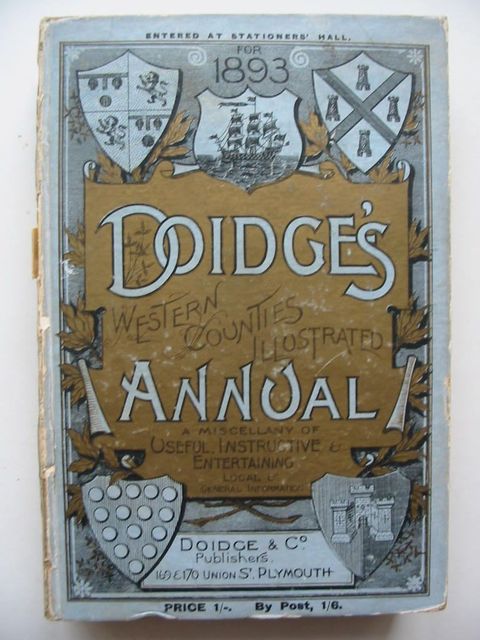 ENTERED AT STATIONERS' HALL.
FOR
1893
DOIDGE'S
WESTERN
COUNTIES
ILLUSTRATED
ANNUAL
A MISCELLANY OF
USEFUL, INSTRUCTIVE &
ENTERTAINING
LOCAL &
GENERAL INFORMATION
DOIDGE & Co.
Publishers.
169 & 170 UNION ST. PLYMOUTH
PRICE 1/-. By Post, 1/6.